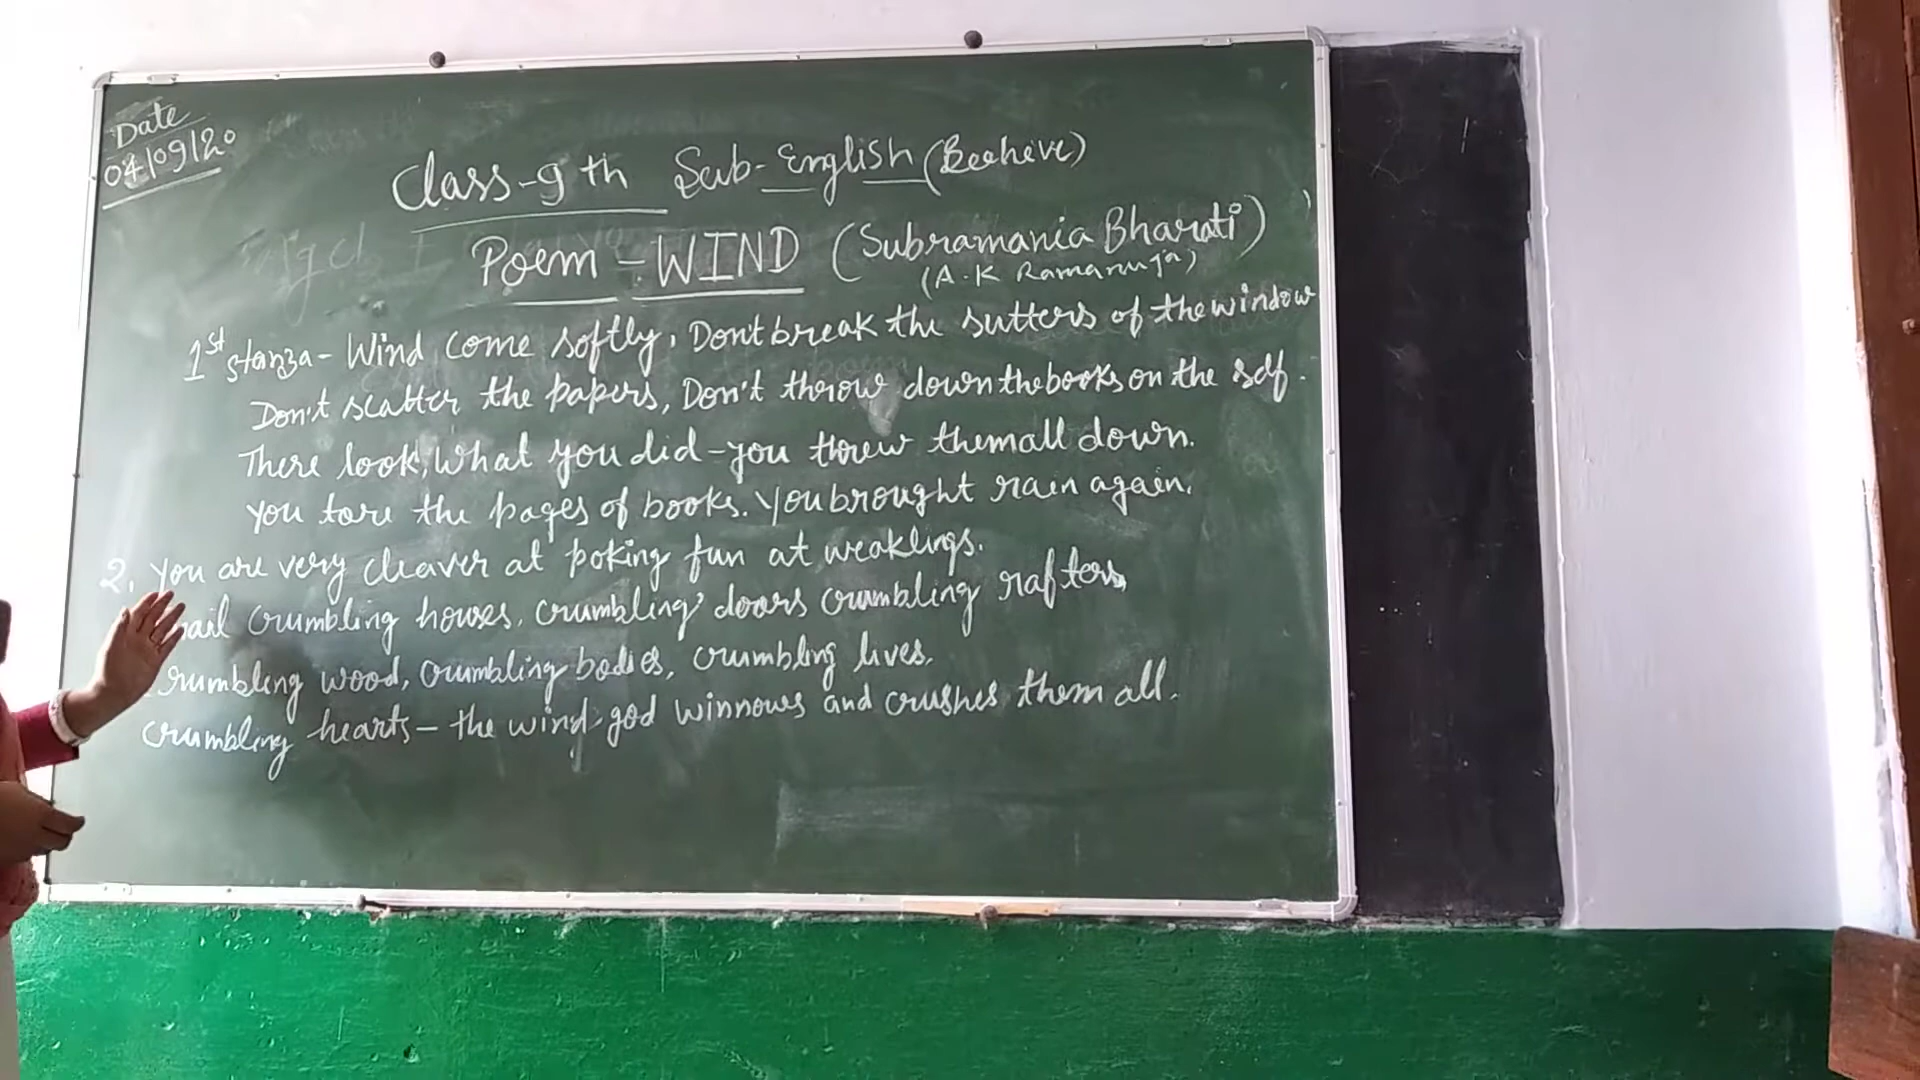 Date
04/09/20
Class-9th Sub-English (Beehive)
Poem - WIND (Subramania Bharati)
(A.K Ramanuja)
1st stanza - Wind come softly, Don't break the sutters of the window
Don't scatter the papers, Don't throw down the books on the self.
There look, What you did - you threw them all down.
You tore the pages of books. You brought rain again.
2. You are very cleaver at poking fun at weaklings.
crumbling houses, crumbling doors crumbling rafters,
rumbling wood, crumbling bodies, crumbling lives.
crumbling hearts - the wind god winnows and crushes them all.